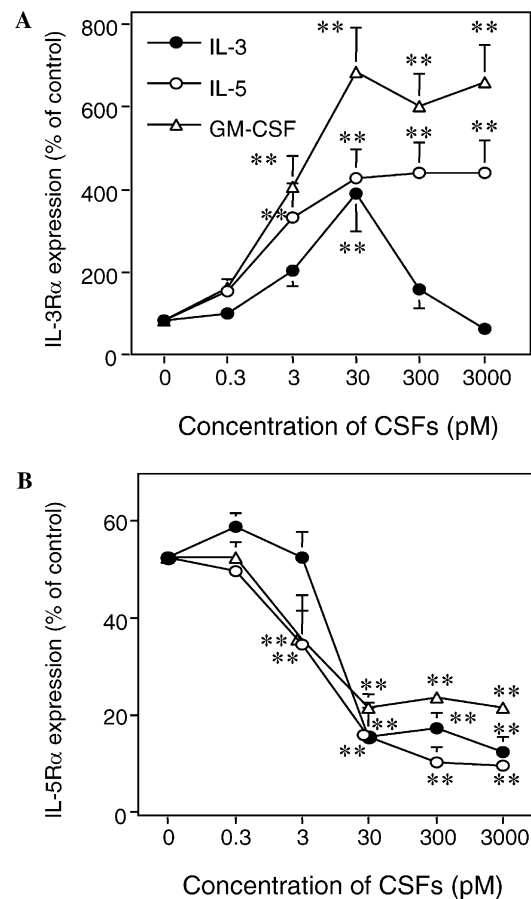 A
IL-3Rα expression (% of control)
800
600
400
200
0
IL-3
IL-5
GM-CSF
**
**
**
**
**
**
**
**
**
0 0.3 3 30 300 3000
Concentration of CSFs (pM)
B
IL-5Rα expression (% of control)
60
40
20
0
**
**
**
**
**
**
**
**
**
**
**
0 0.3 3 30 300 3000
Concentration of CSFs (pM)